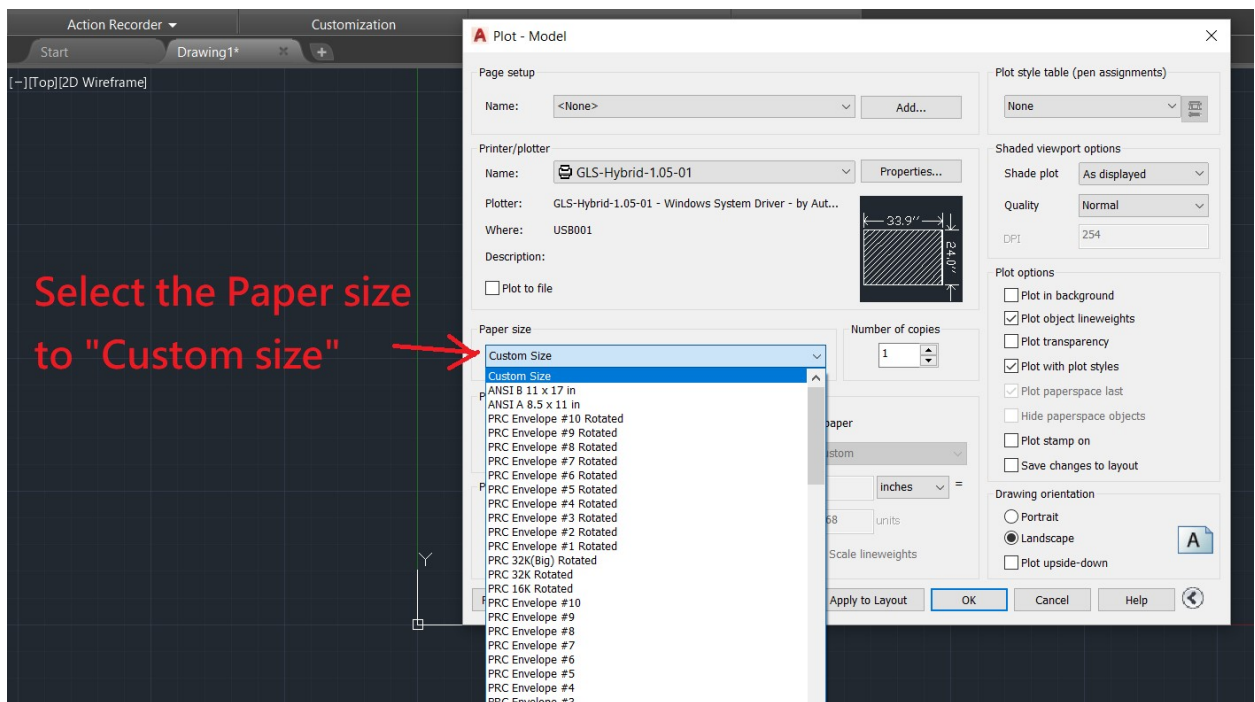 Action Recorder
Customization
Start
Drawing1*
[−][Top][2D Wireframe]
Select the Paper size
to "Custom size"
Y
A Plot - Model
Page setup
Name: <None> Add...
Printer/plotter
Name: GLS-Hybrid-1.05-01 Properties...
Plotter: GLS-Hybrid-1.05-01 - Windows System Driver - by Aut...
Where: USB001
Description:
Plot to file
33.9″
24.0″
Paper size
Custom Size
Number of copies
1
Custom Size
ANSI B 11 x 17 in
ANSI A 8.5 x 11 in
PRC Envelope #10 Rotated
PRC Envelope #9 Rotated
PRC Envelope #8 Rotated
PRC Envelope #7 Rotated
PRC Envelope #6 Rotated
PRC Envelope #5 Rotated
PRC Envelope #4 Rotated
PRC Envelope #3 Rotated
PRC Envelope #2 Rotated
PRC Envelope #1 Rotated
PRC 32K(Big) Rotated
PRC 32K Rotated
PRC 16K Rotated
PRC Envelope #10
PRC Envelope #9
PRC Envelope #8
PRC Envelope #7
PRC Envelope #6
PRC Envelope #5
PRC Envelope #4
inches =
units
Scale lineweights
Apply to Layout OK Cancel Help
Plot style table (pen assignments)
None
Shaded viewport options
Shade plot As displayed
Quality Normal
DPI 254
Plot options
Plot in background
Plot object lineweights
Plot transparency
Plot with plot styles
Plot paperspace last
Hide paperspace objects
Plot stamp on
Save changes to layout
Drawing orientation
Portrait
Landscape
Plot upside-down
A